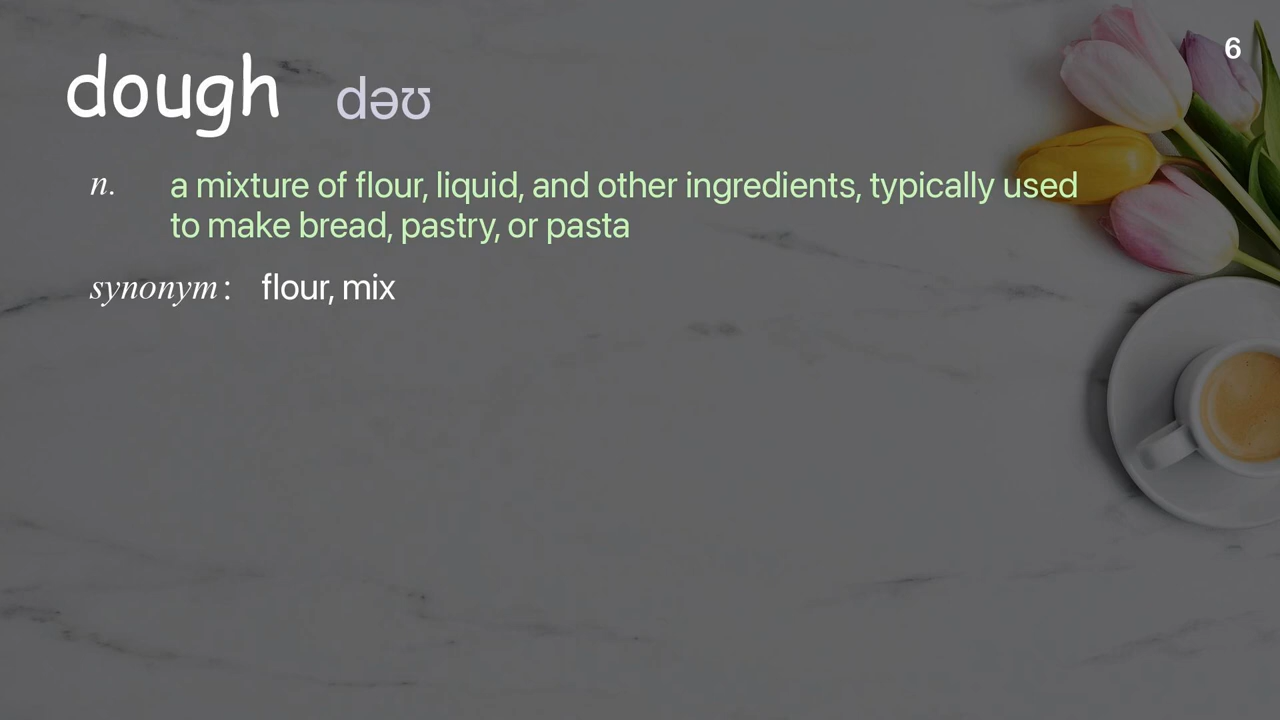 6
dough dəʊ
n. a mixture of flour, liquid, and other ingredients, typically used
to make bread, pastry, or pasta
synonym: flour, mix